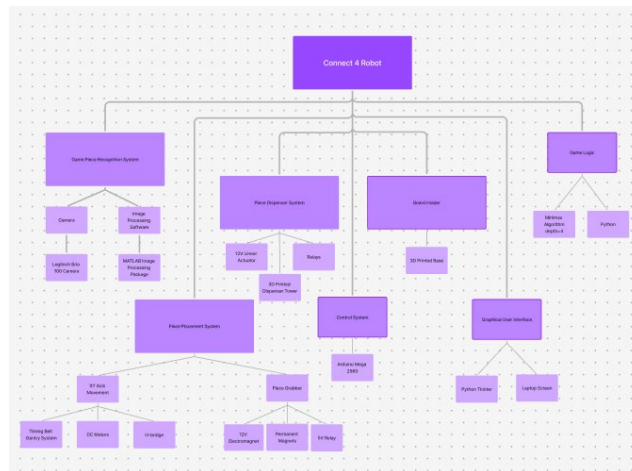 Connect 4 Robot
Game Piece Recognition System
Game Logic
Piece Dispenser System
Board Holder
Camera
Image
Processing
Software
Minimax
Algorithm
depth=4
Python
12V Linear
Actuator
Relays
3D Printed Base
Logitech Brio
100 Camera
MATLAB Image
Processing
Package
3D Printed
Dispenser Tower
Piece Placement System
Control System
Graphical User Interface
Arduino Mega
2560
XY Axis
Movement
Piece Grabber
Python Tkinter
Laptop Screen
Timing Belt
Gantry System
DC Motors
H-bridge
12V
Electromagnet
Permanent
Magnets
5V Relay